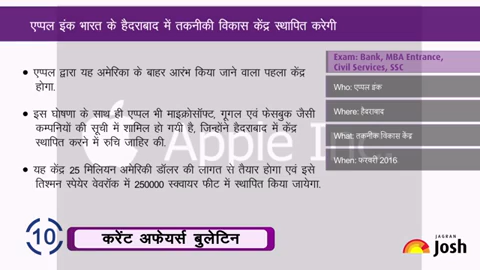 एप्पल इंक भारत के हैदराबाद में तकनीकी विकास केंद्र स्थापित करेगी
एप्पल द्वारा यह अमेरिका के बाहर आरंभ किया जाने वाला पहला केंद्र
होगा.
इस घोषणा के साथ ही एप्पल भी माइक्रोसॉफ्ट, गूगल एवं फेसबुक जैसी
कम्पनियों की सूची में शामिल हो गयी है, जिन्होंने हैदराबाद में केंद्र
स्थापित करने में रुचि जाहिर की.
यह केंद्र 25 मिलियन अमेरिकी डॉलर की लागत से तैयार होगा एवं इसे
तिश्मन स्पेयर वेवरॉक में 250000 स्क्वायर फीट में स्थापित किया जायेगा.
Exam: Bank, MBA Entrance,
Civil Services, SSC
Who: एप्पल इंक
Where: हैदराबाद
What: तकनीक विकास केंद्र
When: फरवरी 2016
Apple Inc.
10
करेंट अफेयर्स बुलेटिन
JAGRAN
Josh